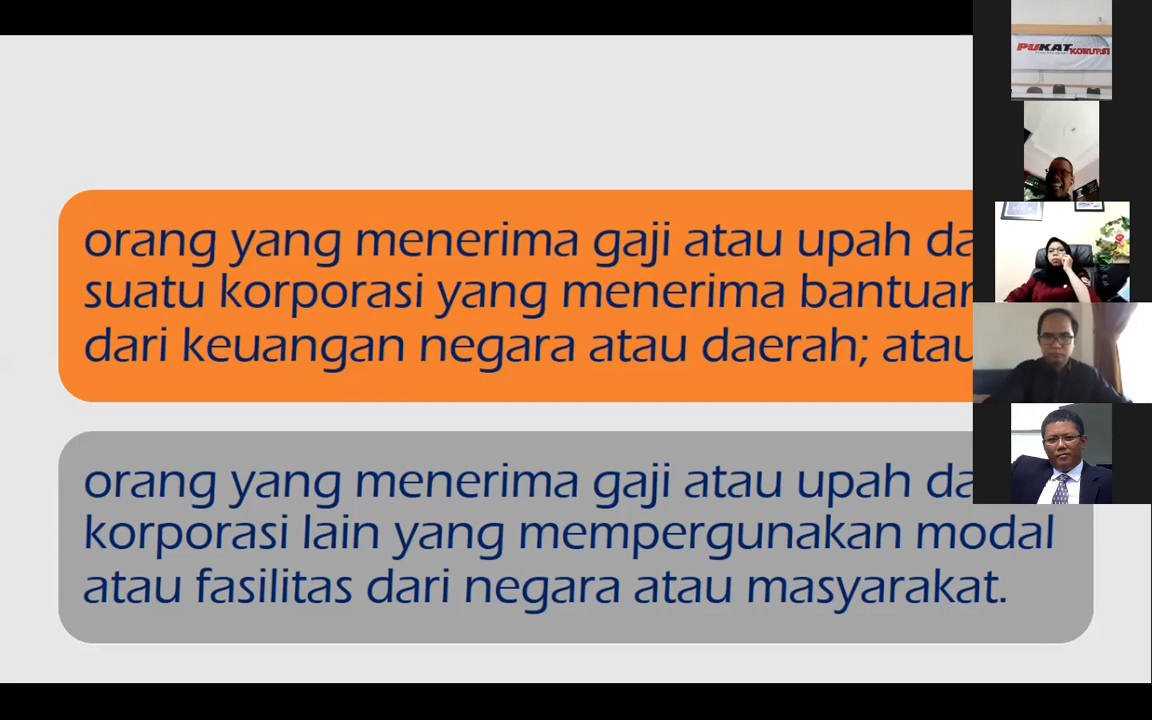 orang yang menerima gaji atau upah da
suatu korporasi yang menerima bantuan
dari keuangan negara atau daerah; atau
orang yang menerima gaji atau upah da
korporasi lain yang mempergunakan modal
atau fasilitas dari negara atau masyarakat.
PUKAT
KORUPSI